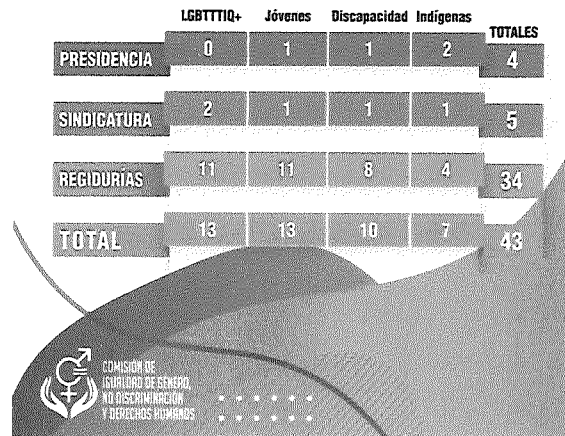 LGBTTTIQ+ Jóvenes Discapacidad Indígenas TOTALES
PRESIDENCIA 0 1 1 2 4
SINDICATURA 2 1 1 1 5
REGIDURÍAS 11 11 8 4 34
TOTAL 13 13 10 7 43
COMISIÓN DE
IGUALDAD DE GÉNERO,
NO DISCRIMINACIÓN
Y DERECHOS HUMANOS